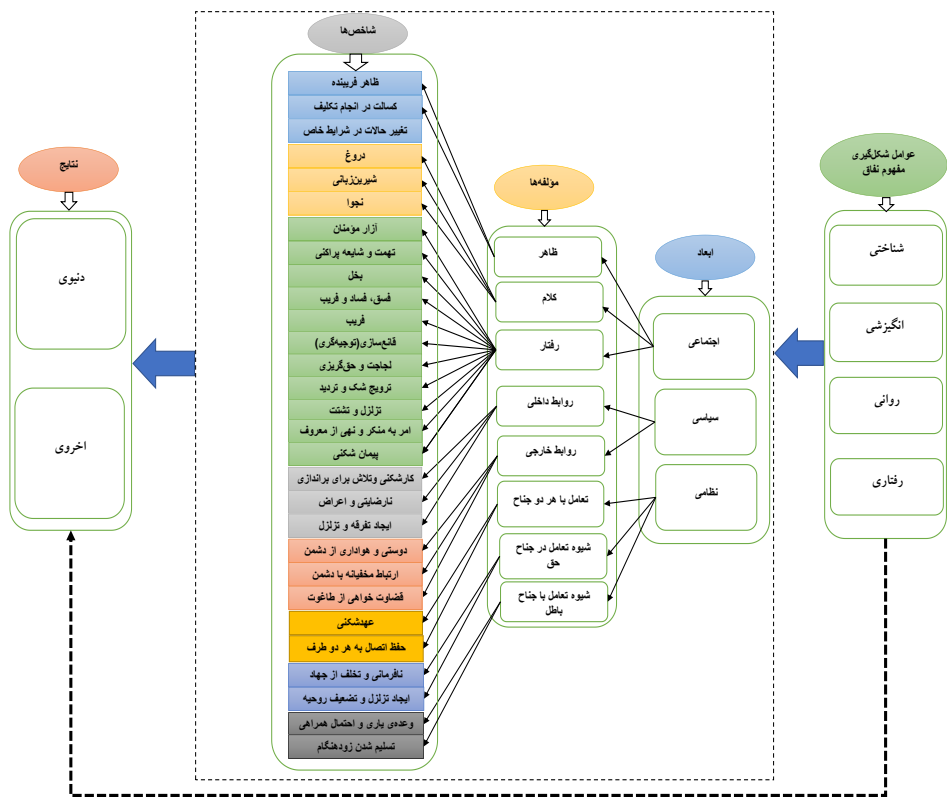 عوامل شکل‌گیری
مفهوم نفاق
شناختی
انگیزشی
روانی
رفتاری
ابعاد
اجتماعی
سیاسی
نظامی
مؤلفه‌ها
ظاهر
کلام
رفتار
روابط داخلی
روابط خارجی
تعامل با هر دو جناح
شیوه تعامل در جناح
حق
شیوه تعامل با جناح
باطل
شاخص‌ها
ظاهر فریبنده
کسالت در انجام تکلیف
تغییر حالات در شرایط خاص
دروغ
شیرین‌زبانی
نجوا
آزار مؤمنان
تهمت و شایعه پراکنی
بخل
فسق، فساد و فریب
فریب
قانع‌سازی(توجیه‌گری)
لجاجت و حق‌گریزی
ترویج شک و تردید
تزلزل و تشتت
امر به منکر و نهی از معروف
پیمان شکنی
کارشکنی وتلاش برای براندازی
نارضایتی و اعراض
ایجاد تفرقه و تزلزل
دوستی و هواداری از دشمن
ارتباط مخفیانه با دشمن
قضاوت خواهی از طاغوت
عهدشکنی
حفظ اتصال به هر دو طرف
نافرمانی و تخلف از جهاد
ایجاد تزلزل و تضعیف روحیه
وعده‌ی یاری و احتمال همراهی
تسلیم شدن زودهنگام
نتایج
دنیوی
اخروی